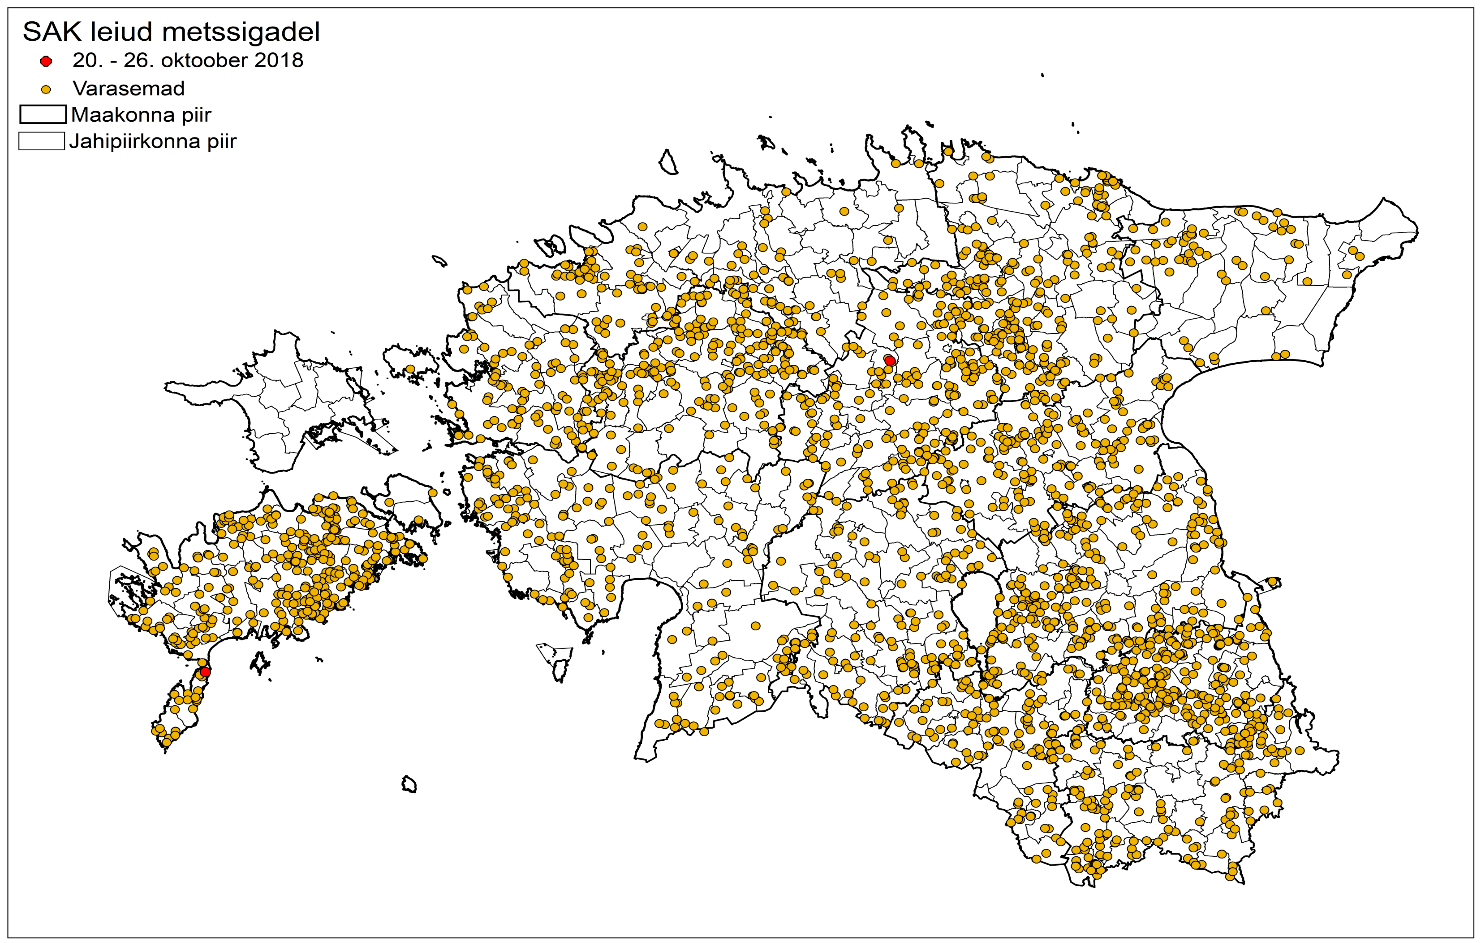 SAK leiud metssigadel
20. - 26. oktoober 2018
Varasemad
Maakonna piir
Jahipiirkonna piir